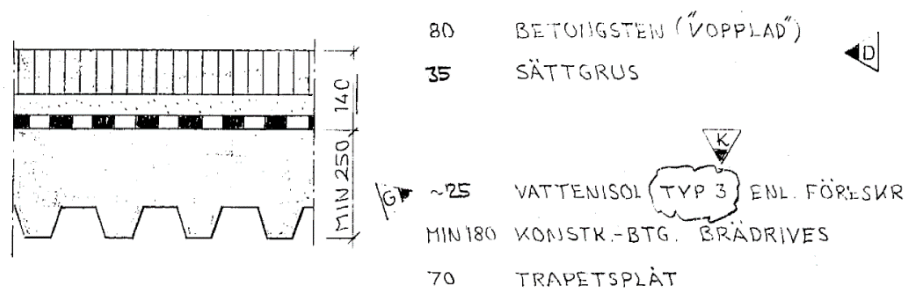 80 BETONGSTEN ("VOPPLAD")
D
35 SÄTTGRUS
140
K
MIN 250
G ~25 VATTENISOL TYP 3 ENL. FÖRESKR
MIN 180 KONSTR.-BTG. BRÄDRIVES
70 TRAPETSPLÅT